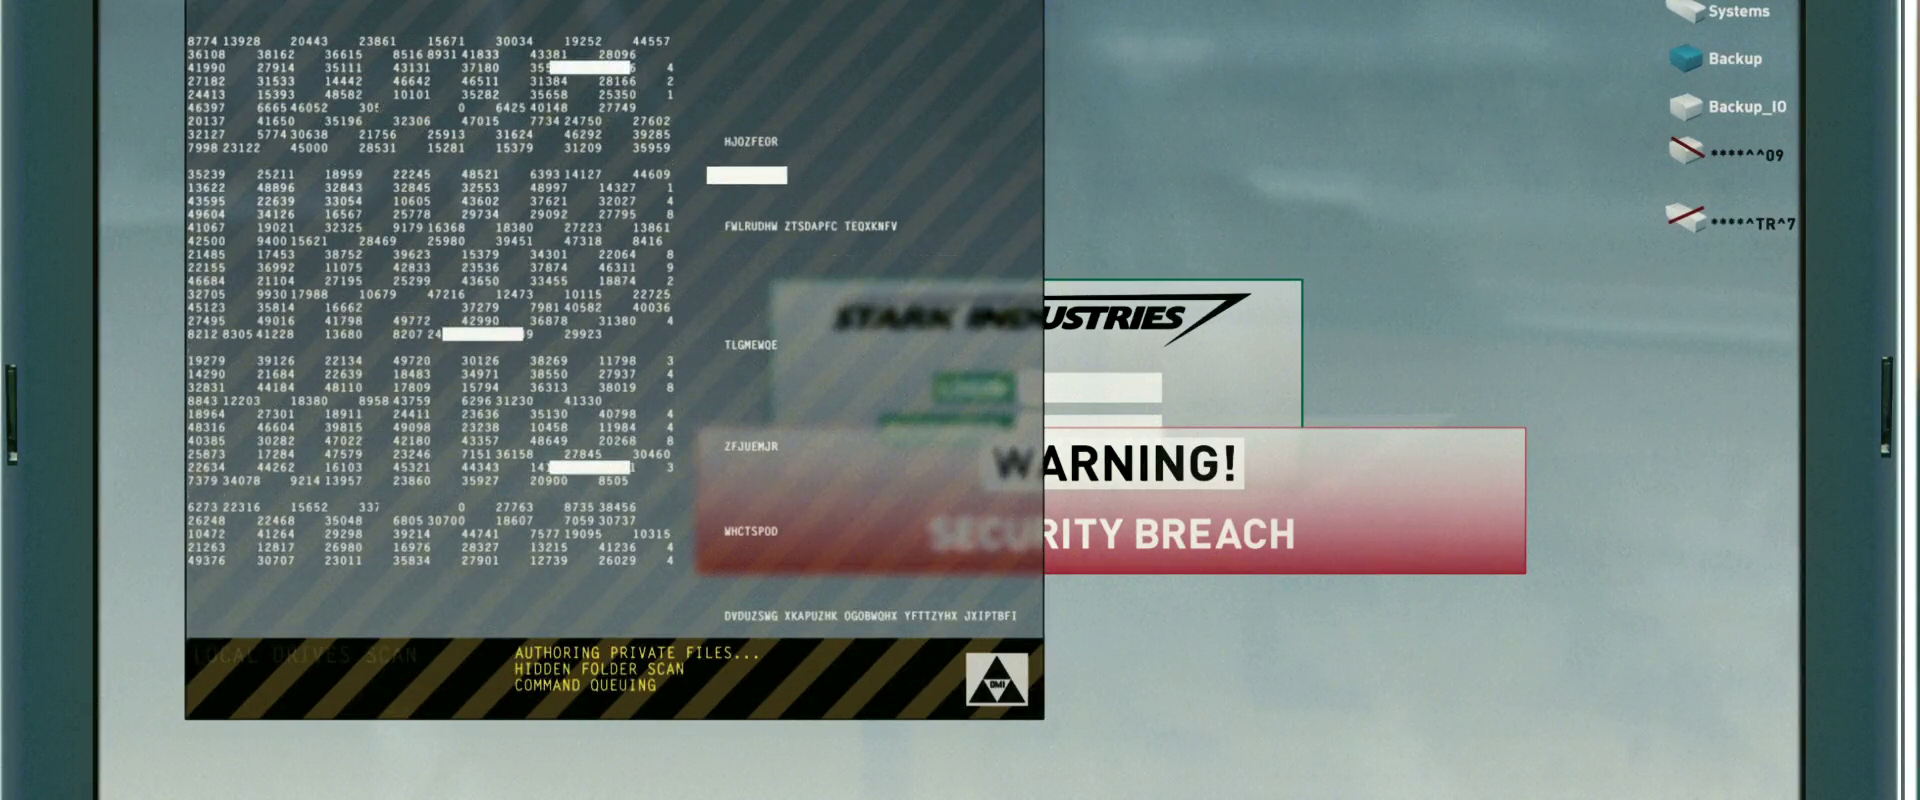 8774 13928 20443 23861 15671 30034 19252 44557
36108 38162 36615 8516 8931 41833 43381 28096
41990 27914 35111 43131 37180 4
27182 31533 14442 46642 46511 31384 28166 2
24413 15393 48582 10101 35282 35658 25350 1
46397 6665 46052 0 6425 40148 27749
20137 41650 35196 32306 47015 7734 24750 27602
32127 5774 30638 21756 25913 31624 46292 39285
7998 23122 45000 28531 15281 15379 31209 35959
35239 25211 18959 22245 48521 6393 14127 44609
13622 48896 32843 32845 32553 48997 14327 1
43595 22639 33054 10605 43602 37621 32027 4
49604 34126 16567 25778 29734 29092 27795 8
41067 19021 32325 9179 16368 18380 27223 13861
42500 9400 15621 28469 25980 39451 47318 8416
21485 17453 38752 39623 15379 34301 22064 8
22155 36992 11075 42833 23536 37874 46311 9
46684 21104 27195 25299 43650 33455 18874 2
32705 9930 17988 10679 47216 12473 10115 22725
45123 35814 16662 37279 7981 40582 40036
27495 49016 41798 49772 42990 36878 31380 4
8212 8305 41228 13680 8207 24 9 29923
19279 39126 22134 49720 30126 38269 11798 3
14290 21684 22639 18483 34971 38550 27937 4
32831 44184 48110 17809 15794 36313 38019 8
8843 12203 18380 8958 43759 6296 31230 41330
18964 27301 18911 24411 23636 35130 40798 4
48316 46604 39815 49098 23238 10458 11984 4
40385 30282 47022 42180 43357 48649 20268 8
25873 17284 47579 23246 7151 36158 27845 30460
22634 44262 16103 45321 44343 3
7379 34078 9214 13957 23860 35927 20900 8505
6273 22316 15652 0 27763 8735 38456
26248 22468 35048 6805 30700 18607 7059 30737
10472 41264 29298 39214 44741 7577 19095 10315
21263 12817 26980 16976 28327 13215 41236 4
49376 30707 23011 35834 27901 12739 26029 4
HJOZFEOR
FWLRUDHW ZTSDAPFC TEQXKNFV
TLGMEWQE
ZFJUEMJR
WHCTSPOD
DVDUZSWG XKAPUZHK OGOBWQHX YFTTZYHX JXIPTBFI
LOCAL DRIVES SCAN
AUTHORING PRIVATE FILES...
HIDDEN FOLDER SCAN
COMMAND QUEUING
OMI
STARK INDUSTRIES
WARNING!
SECURITY BREACH
Systems
Backup
Backup_IO
****^^09
****^TR^7